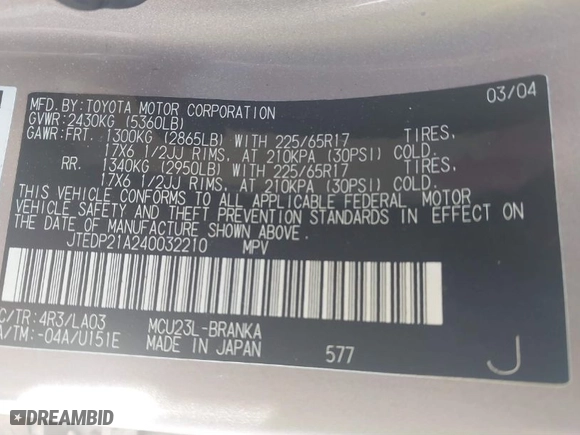 03/04
MFD.BY:TOYOTA MOTOR CORPORATION
GVWR:2430KG (5360LB)
GAWR:FRT. 1300KG (2865LB) WITH 225/65R17 TIRES,
17X6 1/2JJ RIMS, AT 210KPA (30PSI) COLD.
RR. 1340KG (2950LB) WITH 225/65R17 TIRES,
17X6 1/2JJ RIMS, AT 210KPA (30PSI) COLD.
THIS VEHICLE CONFORMS TO ALL APPLICABLE FEDERAL MOTOR
VEHICLE SAFETY AND THEFT PREVENTION STANDARDS IN EFFECT ON
THE DATE OF MANUFACTURE SHOWN ABOVE.
JTEDP21A240032210 MPV
C/TR:4R3/LA03 MCU23L-BRANKA
A/TM:-04A/U151E MADE IN JAPAN 577 J
DREAMBID